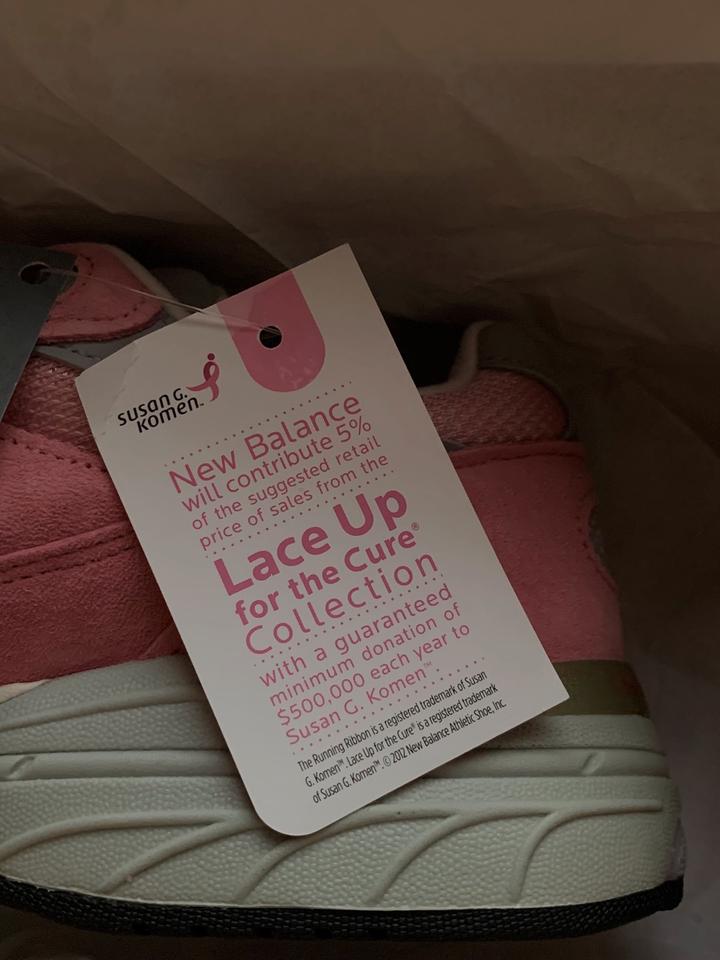 susan g.
komen™
New Balance
will contribute 5%
of the suggested retail
price of sales from the
Lace Up
for the Cure®
Collection
with a guaranteed
minimum donation of
$500,000 each year to
Susan G. Komen™.
The Running Ribbon is a registered trademark of Susan
G. Komen™. Lace Up for the Cure® is a registered trademark
of Susan G. Komen™. © 2012 New Balance Athletic Shoe, Inc.